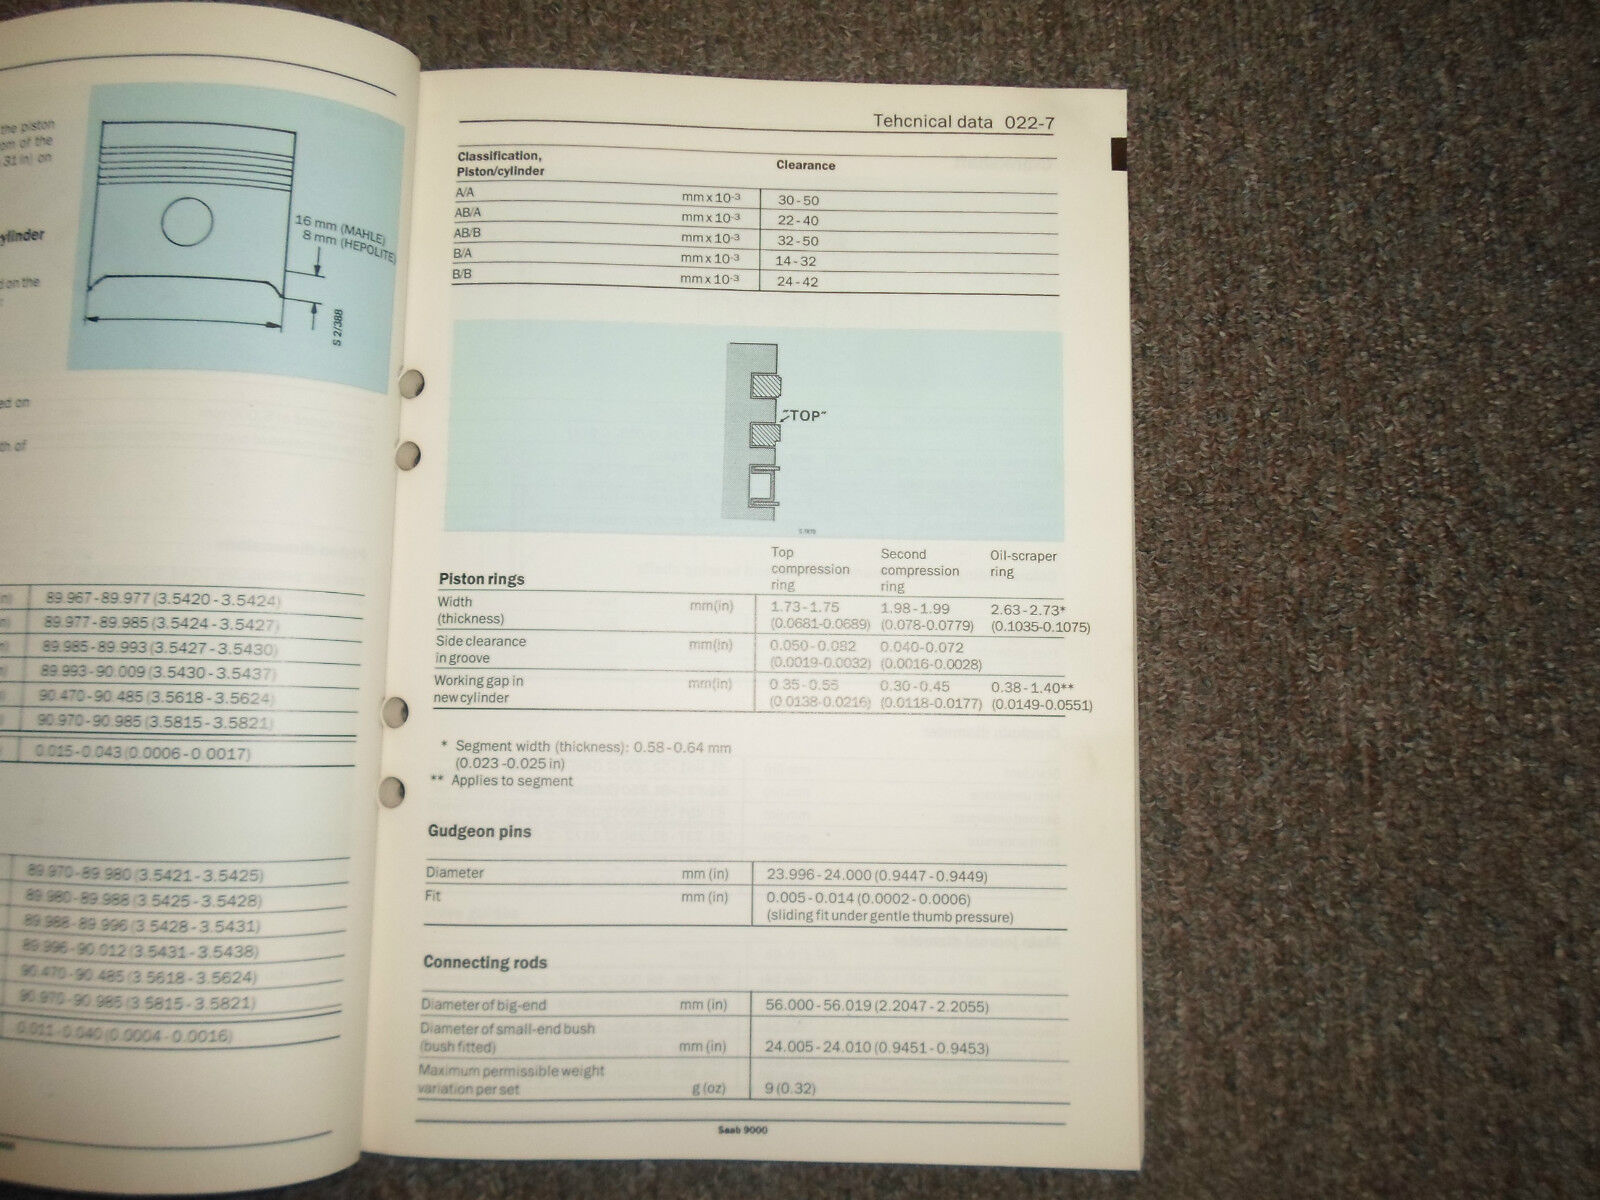 the piston
om of the
31 in) on
ylinder
d on the
16 mm (MAHLE)
8 mm (HEPOLITE)
S 2/388
ed on
th of
89.967-89.977 (3.5420-3.5424)
89.977-89.985 (3.5424-3.5427)
89.985-89.993 (3.5427-3.5430)
89.993-90.009 (3.5430-3.5437)
90.470-90.485 (3.5618-3.5624)
90.970-90.985 (3.5815-3.5821)
0.015-0.043 (0.0006-0.0017)
89.970-89.980 (3.5421-3.5425)
89.980-89.988 (3.5425-3.5428)
89.988-89.996 (3.5428-3.5431)
89.996-90.012 (3.5431-3.5438)
90.470-90.485 (3.5618-3.5624)
90.970-90.985 (3.5815-3.5821)
0.011-0.040 (0.0004-0.0016)
Tehcnical data 022-7
Classification,
Piston/cylinder Clearance
A/A mm x 10-3 30-50
AB/A mm x 10-3 22-40
AB/B mm x 10-3 32-50
B/A mm x 10-3 14-32
B/B mm x 10-3 24-42
"TOP"
Top Second Oil-scraper
compression compression ring
Piston rings ring ring
Width mm(in) 1.73-1.75 1.98-1.99 2.63-2.73*
(thickness) (0.0681-0.0689) (0.078-0.0779) (0.1035-0.1075)
Side clearance mm(in) 0.050-0.082 0.040-0.072
in groove (0.0019-0.0032) (0.0016-0.0028)
Working gap in mm(in) 0.35-0.55 0.30-0.45 0.38-1.40**
new cylinder (0.0138-0.0216) (0.0118-0.0177) (0.0149-0.0551)
* Segment width (thickness): 0.58-0.64 mm
(0.023-0.025 in)
** Applies to segment
Gudgeon pins
Diameter mm (in) 23.996-24.000 (0.9447-0.9449)
Fit mm (in) 0.005-0.014 (0.0002-0.0006)
(sliding fit under gentle thumb pressure)
Connecting rods
Diameter of big-end mm (in) 56.000-56.019 (2.2047-2.2055)
Diameter of small-end bush
(bush fitted) mm (in) 24.005-24.010 (0.9451-0.9453)
Maximum permissible weight
variation per set g (oz) 9 (0.32)
Saab 9000